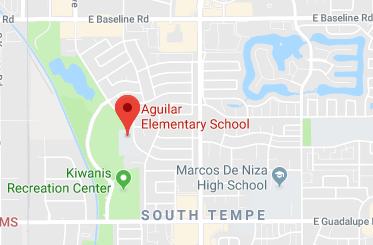 E Baseline Rd
E Baseline Rd
Aguilar
Elementary School
Kiwanis
Recreation Center
Marcos De Niza
High School
SOUTH TEMPE
E Guadalupe R
MS